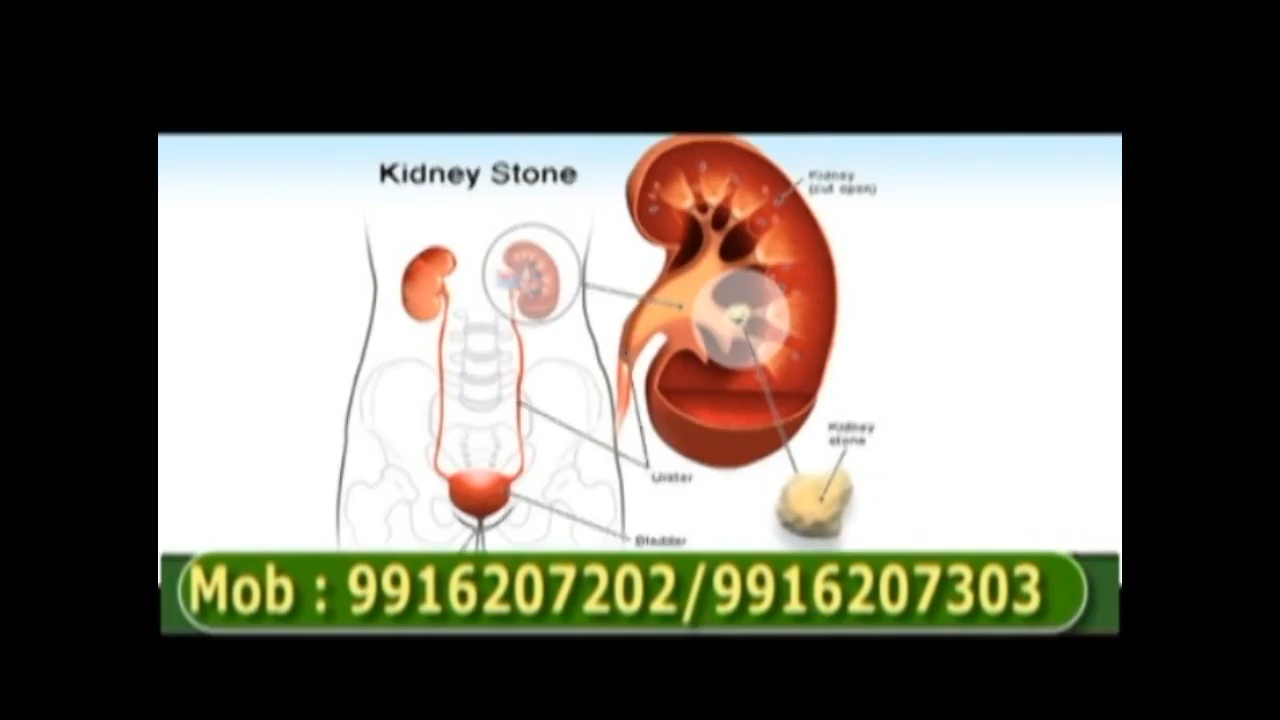 Kidney Stone
Kidney
(cut open)
Kidney
stone
Ureter
Bladder
Mob : 9916207202/9916207303